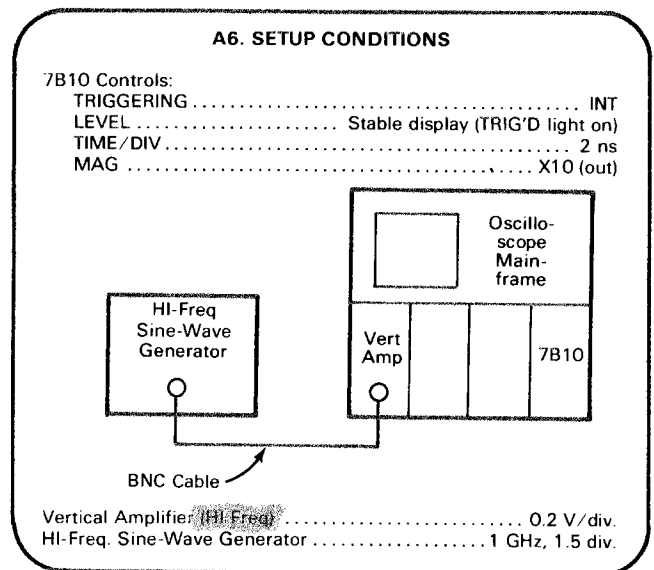 A6. SETUP CONDITIONS
7B10 Controls:
TRIGGERING ........................................ INT
LEVEL ..................... Stable display (TRIG'D light on)
TIME/DIV .......................................... 2 ns
MAG .......................................... X10 (out)
Oscillo-
scope
Main-
frame
HI-Freq
Sine-Wave
Generator
Vert
Amp
7B10
BNC Cable
Vertical Amplifier (HI-Freq) ......................... 0.2 V/div.
HI-Freq. Sine-Wave Generator .................. 1 GHz, 1.5 div.